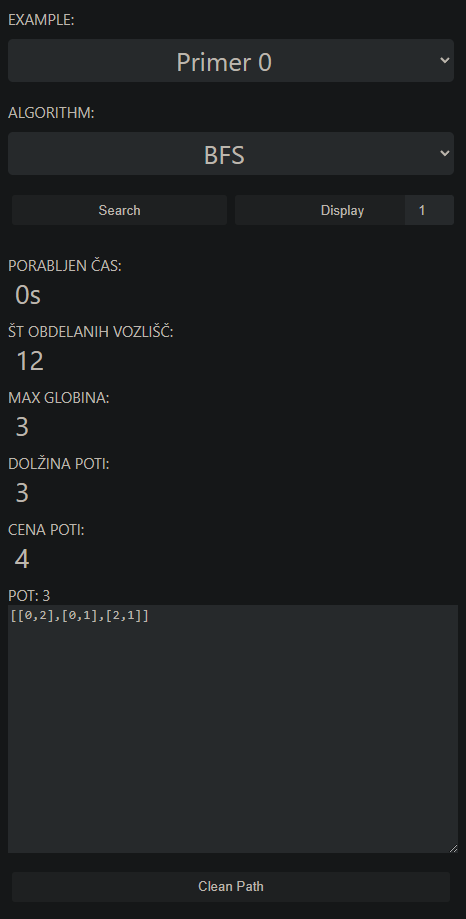 EXAMPLE:
Primer 0
ALGORITHM:
BFS
Search
Display
1
PORABLJEN ČAS:
0s
ŠT OBDELANIH VOZLIŠČ:
12
MAX GLOBINA:
3
DOLŽINA POTI:
3
CENA POTI:
4
POT: 3
[[0,2],[0,1],[2,1]]
Clean Path